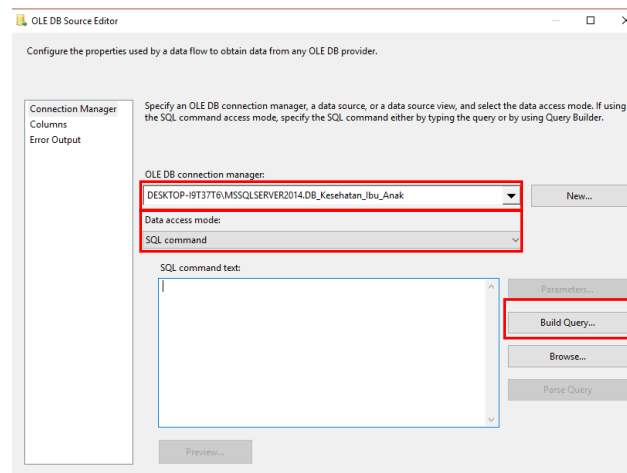 OLE DB Source Editor
Configure the properties used by a data flow to obtain data from any OLE DB provider.
Connection Manager
Columns
Error Output
Specify an OLE DB connection manager, a data source, or a data source view, and select the data access mode. If using
the SQL command access mode, specify the SQL command either by typing the query or by using Query Builder.
OLE DB connection manager:
DESKTOP-I9T37T6\MSSQLSERVER2014.DB_Kesehatan_Ibu_Anak
New...
Data access mode:
SQL command
SQL command text:
Parameters...
Build Query...
Browse...
Parse Query
Preview...